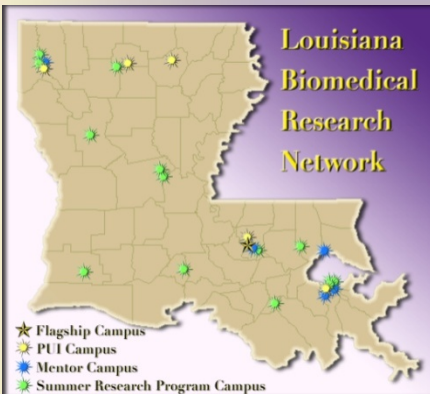 Louisiana
Biomedical
Research
Network
Flagship Campus
PUI Campus
Mentor Campus
Summer Research Program Campus